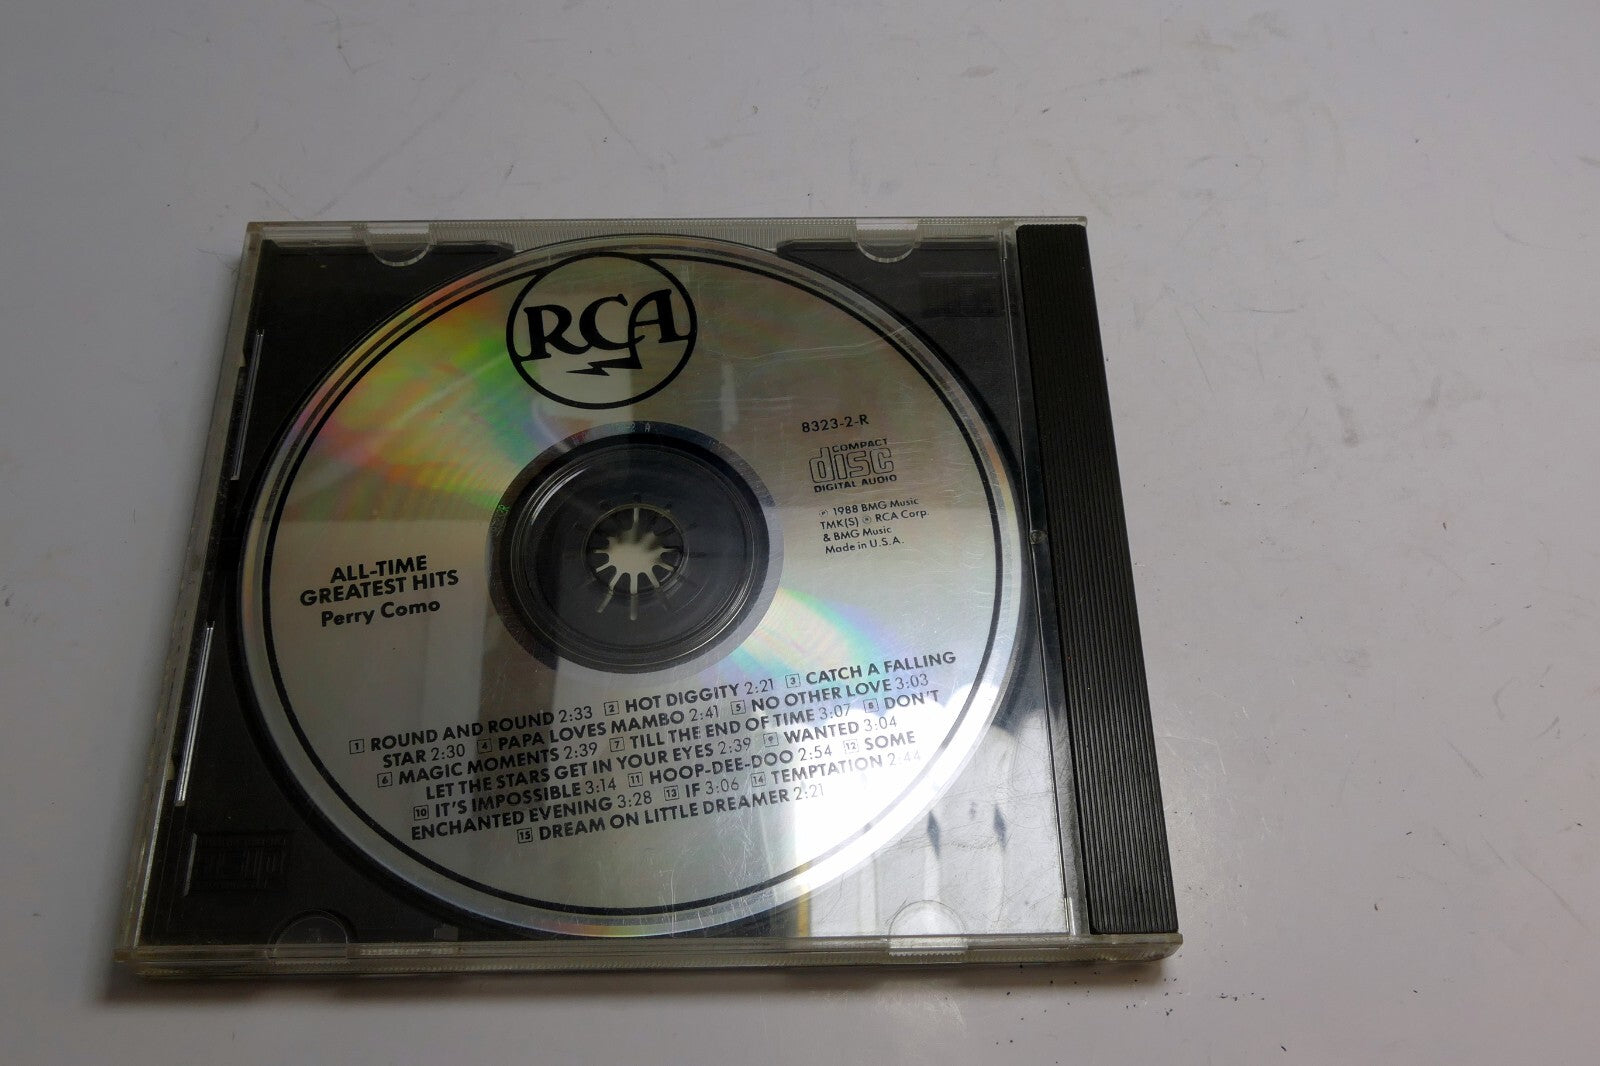 RCA
8323-2-R
COMPACT
disc
DIGITAL AUDIO
℗ 1988 BMG Music
TMK(S) ® RCA Corp.
& BMG Music
Made in U.S.A.
ALL-TIME
GREATEST HITS
Perry Como
1 ROUND AND ROUND 2:33 2 HOT DIGGITY 2:21 3 CATCH A FALLING
STAR 2:30 4 PAPA LOVES MAMBO 2:41 5 NO OTHER LOVE 3:03
6 MAGIC MOMENTS 2:39 7 TILL THE END OF TIME 3:07 8 DON'T
LET THE STARS GET IN YOUR EYES 2:39 9 WANTED 3:04
10 IT'S IMPOSSIBLE 3:14 11 HOOP-DEE-DOO 2:54 12 SOME
ENCHANTED EVENING 3:28 13 IF 3:06 14 TEMPTATION 2:44
15 DREAM ON LITTLE DREAMER 2:21